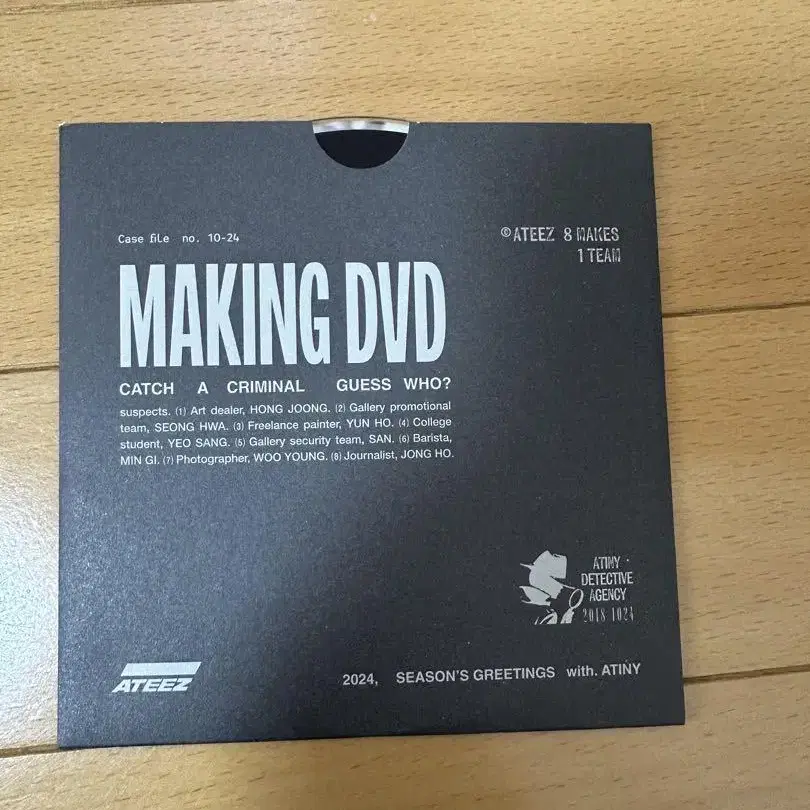 Case file no. 10-24
©ATEEZ 8 MAKES
1 TEAM
MAKING DVD
CATCH A CRIMINAL GUESS WHO?
suspects. (1) Art dealer, HONG JOONG. (2) Gallery promotional
team, SEONG HWA. (3) Freelance painter, YUN HO. (4) College
student, YEO SANG. (5) Gallery security team, SAN. (6) Barista,
MIN GI. (7) Photographer, WOO YOUNG. (8) Journalist, JONG HO.
ATINY
DETECTIVE
AGENCY
2018 1024
ATEEZ
2024, SEASON'S GREETINGS with. ATINY